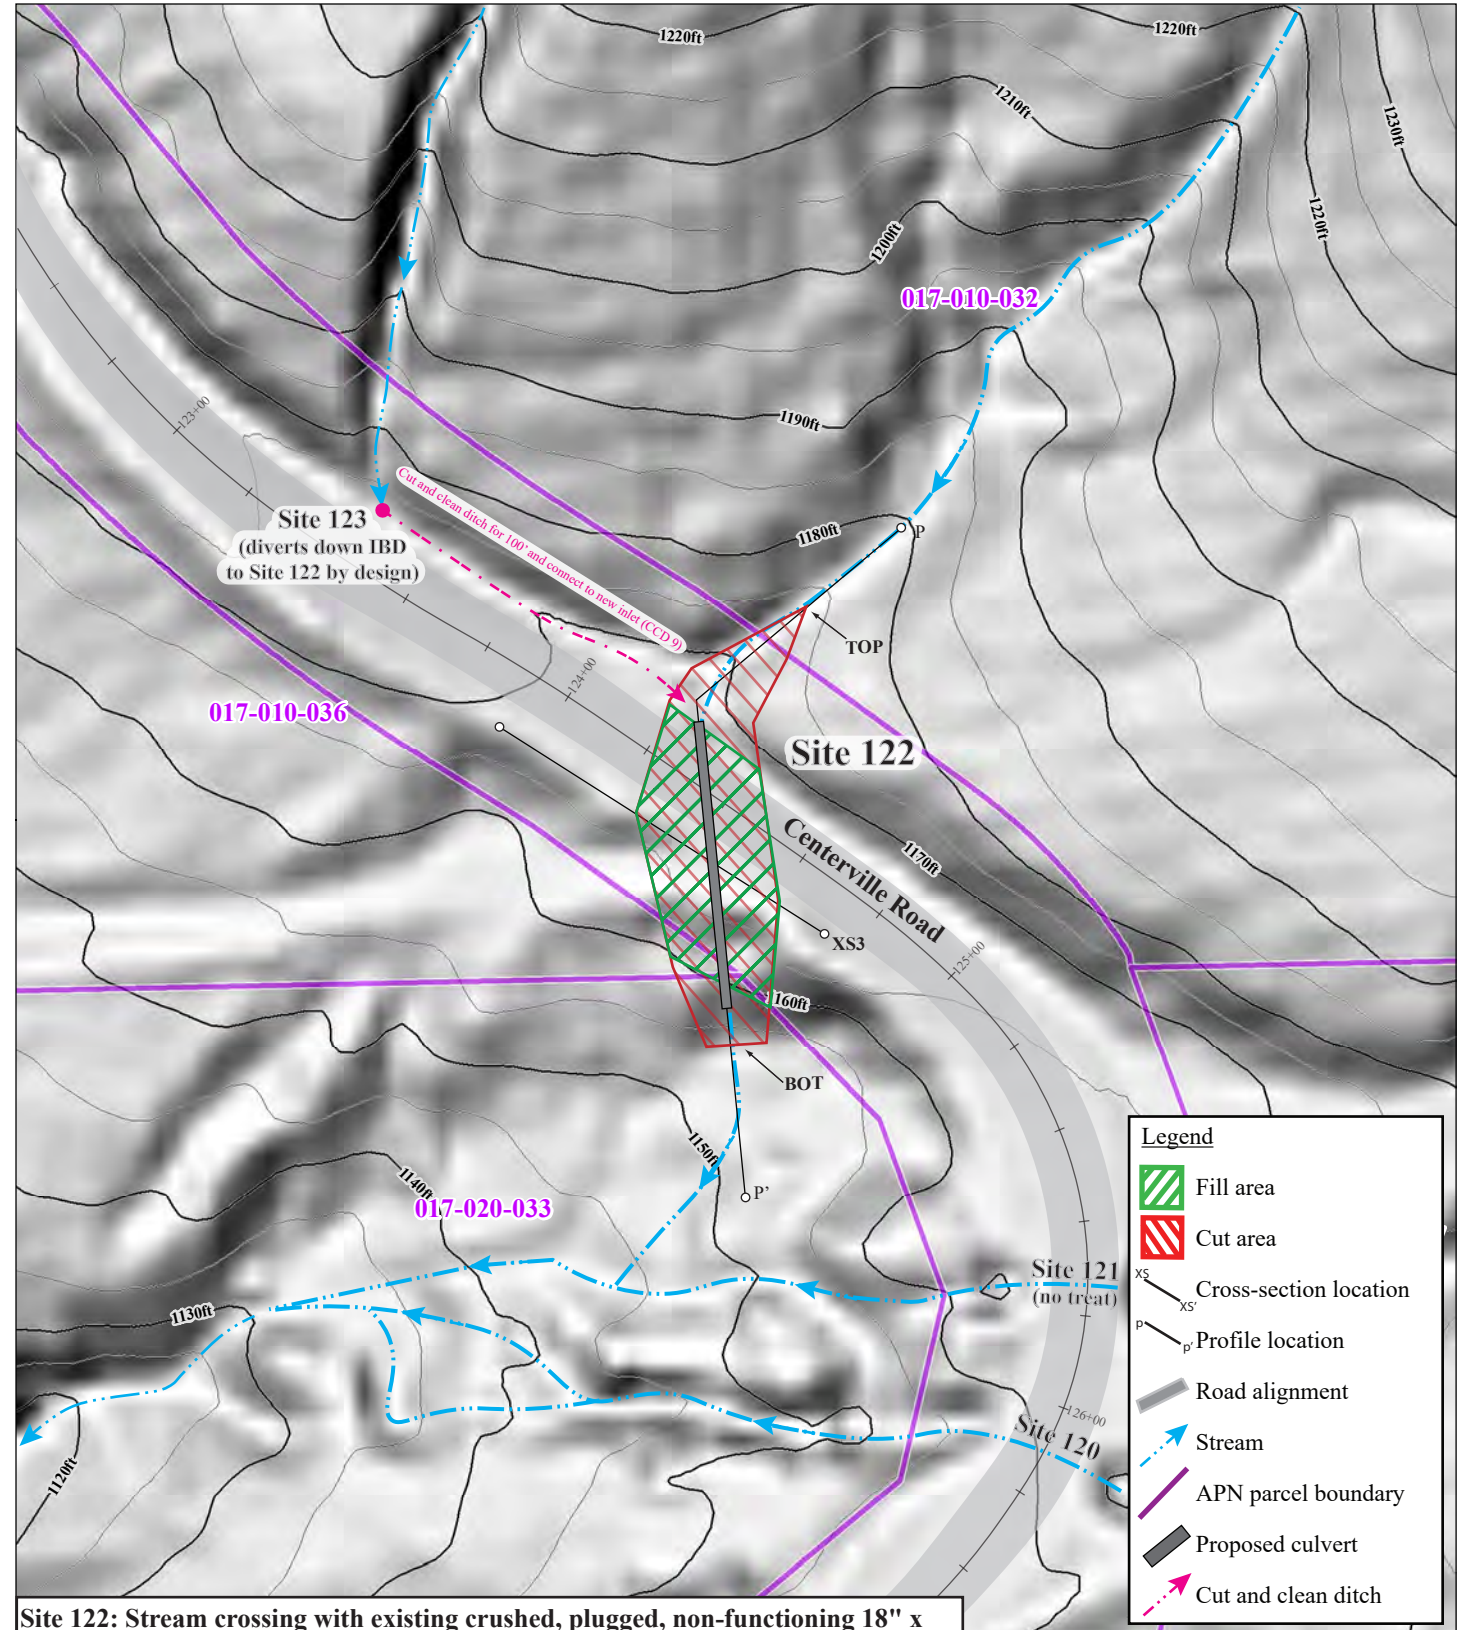 1220ft
1220ft
1210ft
1230ft
1220ft
1200ft
017-010-032
1190ft
123+00
Cut and clean ditch for 100' and connect to new inlet (CCD 9)
Site 123
(diverts down IBD
to Site 122 by design)
1180ft
P
TOP
124+00
017-010-036
Site 122
Centerville Road
1170ft
XS3
125+00
160ft
BOT
1150ft
P'
1140ft
017-020-033
Site 121
(no treat)
1130ft
126+00
Site 120
1120ft
Legend
Fill area
Cut area
XS
XS'
Cross-section location
P
P'
Profile location
Road alignment
Stream
APN parcel boundary
Proposed culvert
Cut and clean ditch
Site 122: Stream crossing with existing crushed, plugged, non-functioning 18" x